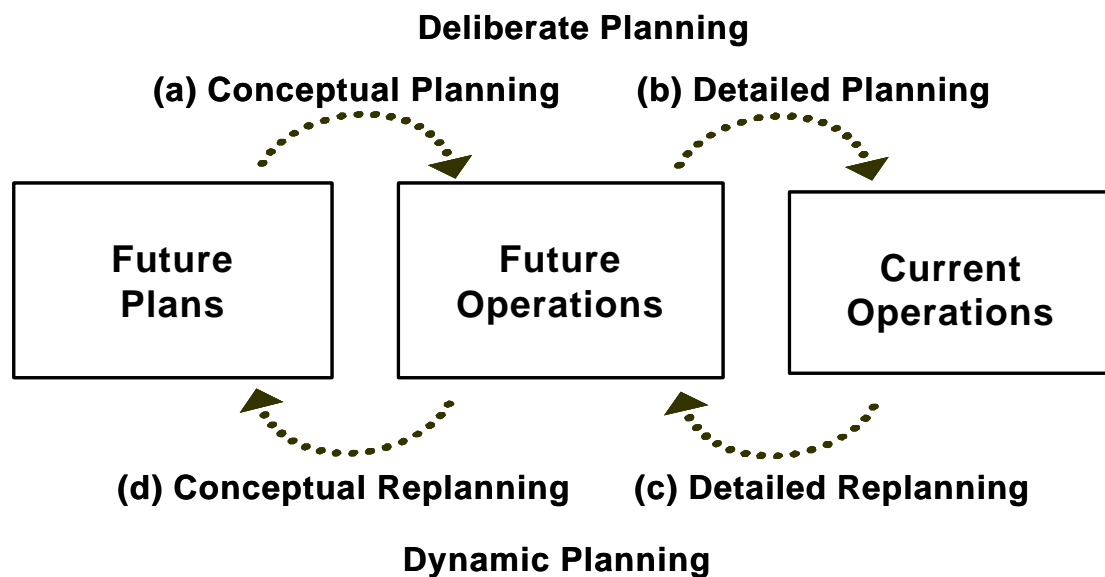 Deliberate Planning
(a) Conceptual Planning
(b) Detailed Planning
Future
Plans
Future
Operations
Current
Operations
(d) Conceptual Replanning
(c) Detailed Replanning
Dynamic Planning